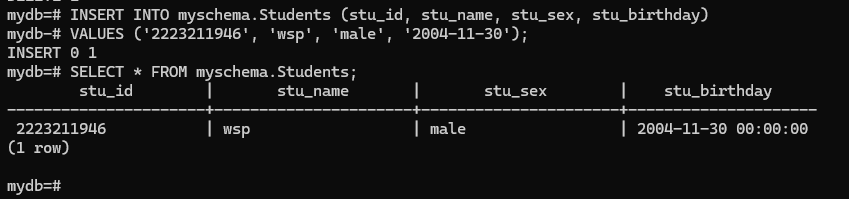 mydb=# INSERT INTO myschema.Students (stu_id, stu_name, stu_sex, stu_birthday)
mydb-# VALUES ('2223211946', 'wsp', 'male', '2004-11-30');
INSERT 0 1
mydb=# SELECT * FROM myschema.Students;
        stu_id        |       stu_name       |       stu_sex        |    stu_birthday
----------------------+----------------------+----------------------+---------------------
 2223211946           | wsp                  | male                 | 2004-11-30 00:00:00
(1 row)

mydb=#